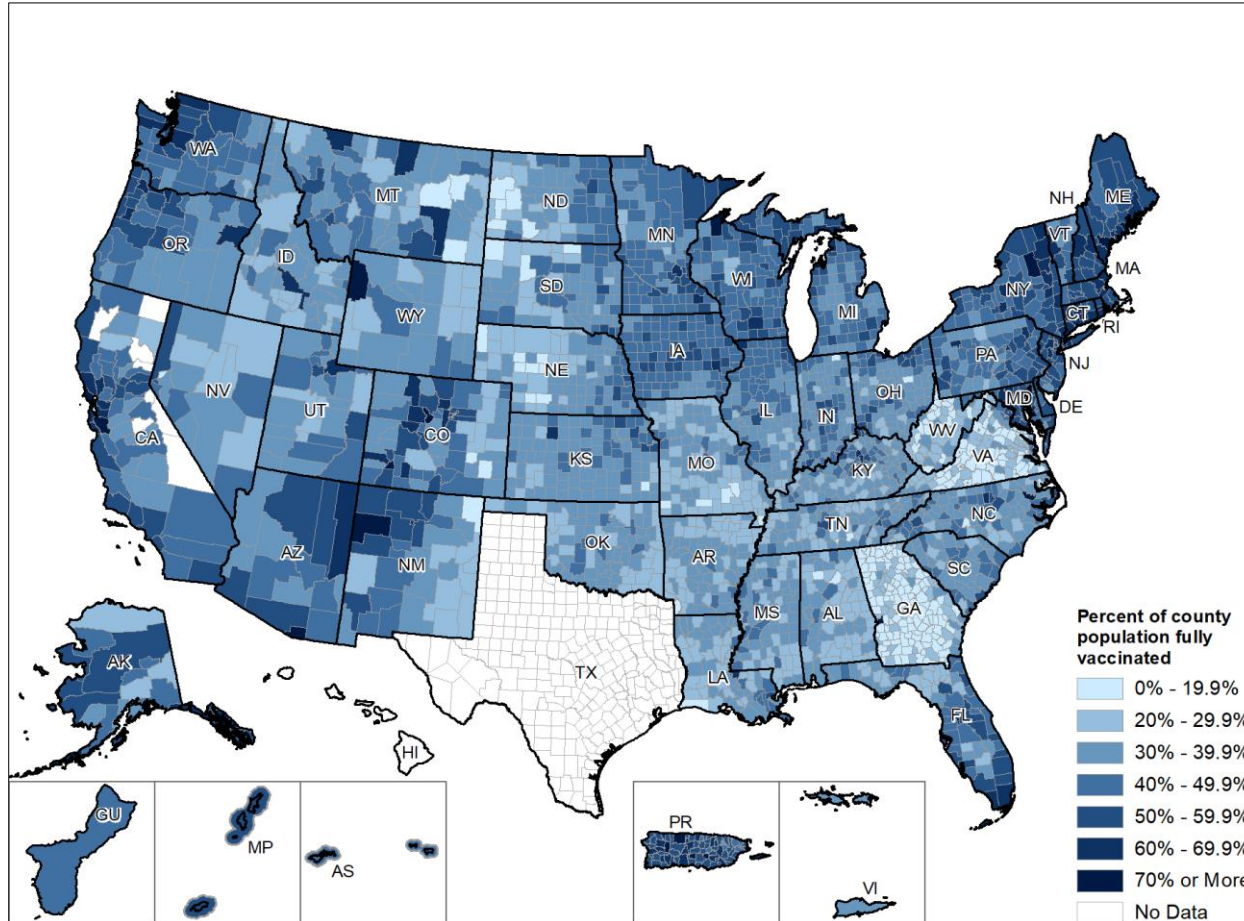 WA
MT
ND
MN
OR
ID
SD
WI
MI
WY
NE
IA
NV
UT
CO
CA
KS
MO
IL
IN
OH
KY
WV
VA
PA
NY
NH
VT
ME
MA
CT
RI
NJ
DE
MD
AZ
NM
OK
AR
TN
NC
SC
MS
AL
GA
LA
TX
FL
AK
HI
GU
MP
AS
PR
VI
Percent of county
population fully
vaccinated
0% - 19.9%
20% - 29.9%
30% - 39.9%
40% - 49.9%
50% - 59.9%
60% - 69.9%
70% or More
No Data